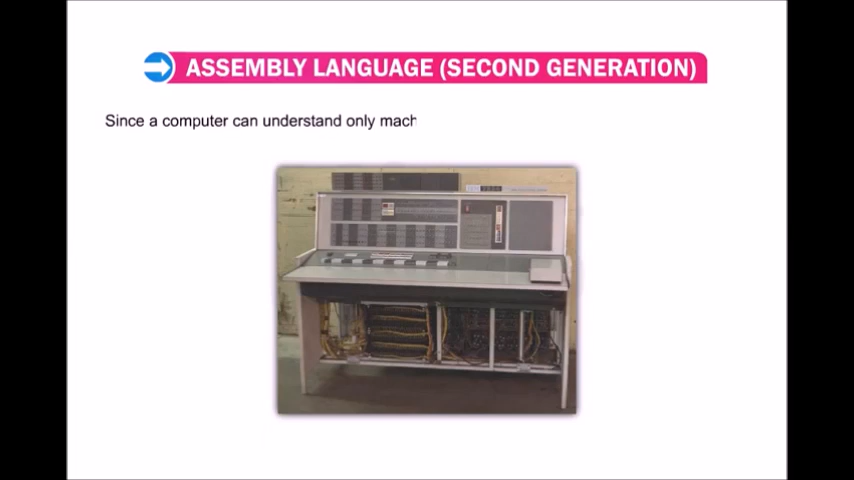 ASSEMBLY LANGUAGE (SECOND GENERATION)
Since a computer can understand only mach